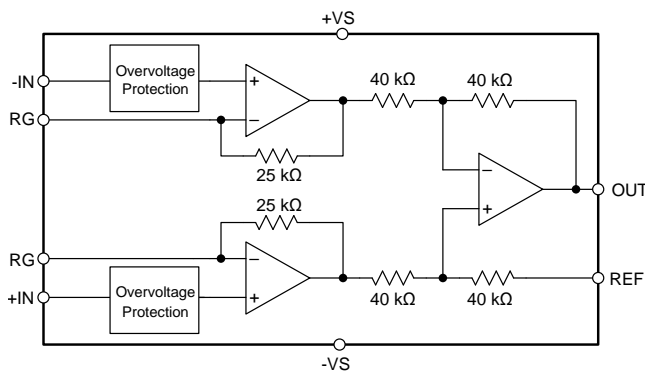 +VS
-IN
Overvoltage
Protection
+
−
RG
25 kΩ
40 kΩ
40 kΩ
−
+
OUT
25 kΩ
RG
−
+
+IN
Overvoltage
Protection
40 kΩ
40 kΩ
REF
-VS